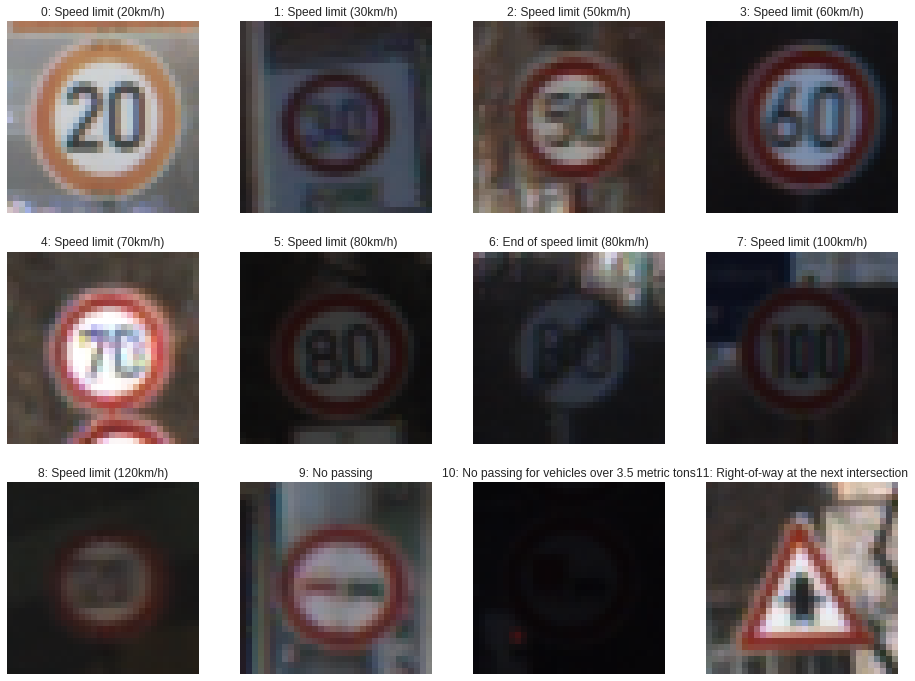 0: Speed limit (20km/h)
1: Speed limit (30km/h)
2: Speed limit (50km/h)
3: Speed limit (60km/h)
20
30
50
60
4: Speed limit (70km/h)
5: Speed limit (80km/h)
6: End of speed limit (80km/h)
7: Speed limit (100km/h)
70
80
80
100
8: Speed limit (120km/h)
9: No passing
10: No passing for vehicles over 3.5 metric tons
11: Right-of-way at the next intersection